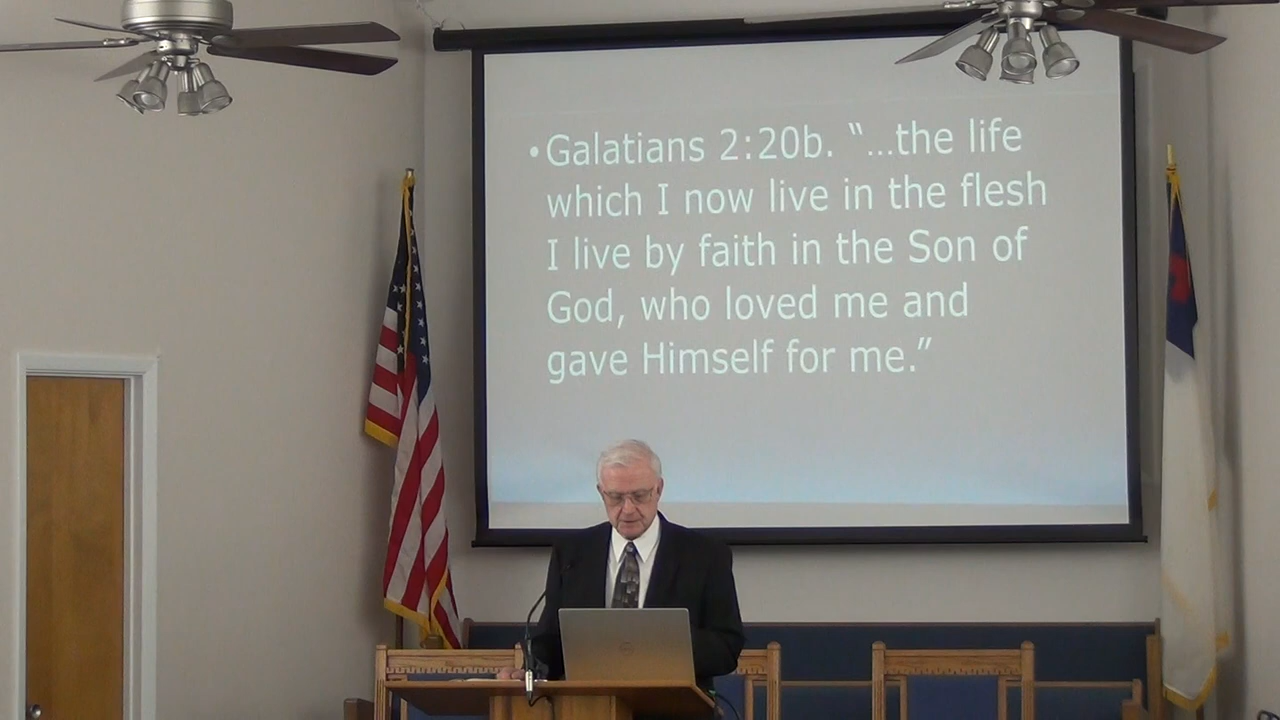 •Galatians 2:20b. “...the life
which I now live in the flesh
I live by faith in the Son of
God, who loved me and
gave Himself for me.”